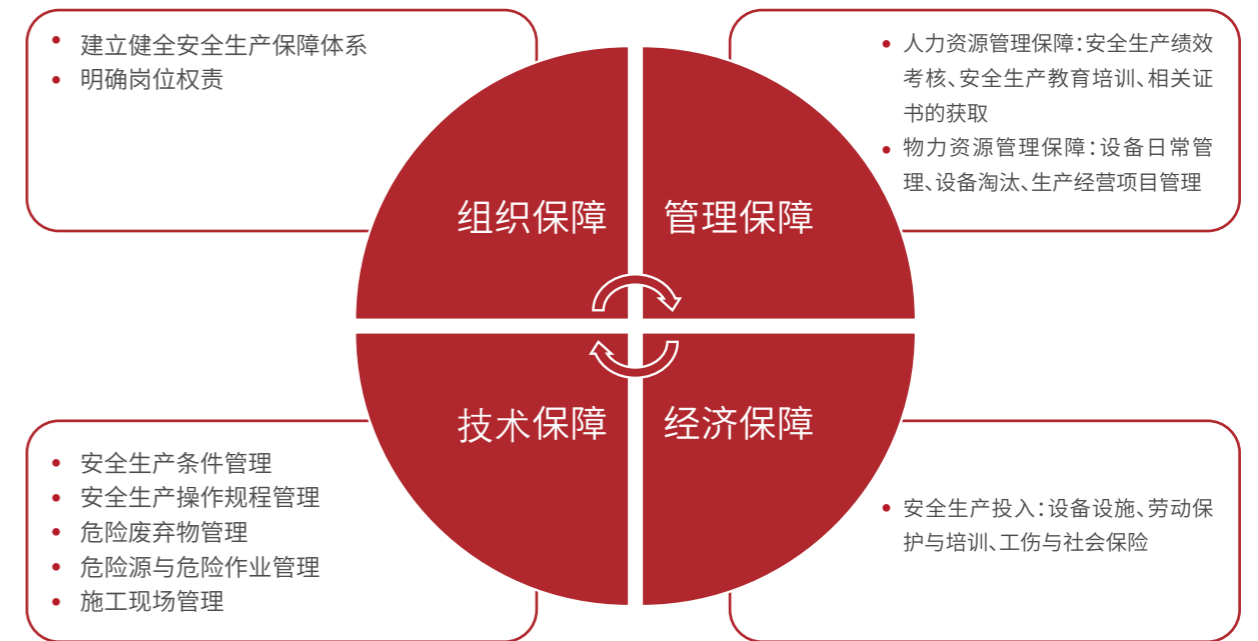 建立健全安全生产保障体系
明确岗位权责
人力资源管理保障：安全生产绩效
考核、安全生产教育培训、相关证
书的获取
物力资源管理保障：设备日常管
理、设备淘汰、生产经营项目管理
组织保障
管理保障
技术保障
经济保障
安全生产条件管理
安全生产操作规程管理
危险废弃物管理
危险源与危险作业管理
施工现场管理
安全生产投入：设备设施、劳动保
护与培训、工伤与社会保险